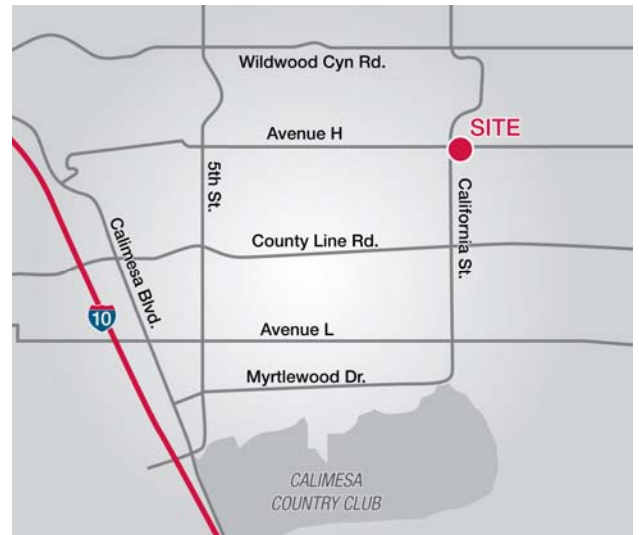 Wildwood Cyn Rd.
SITE
Avenue H
5th St.
California St.
Calimesa Blvd.
County Line Rd.
10
Avenue L
Myrtlewood Dr.
CALIMESA
COUNTRY CLUB